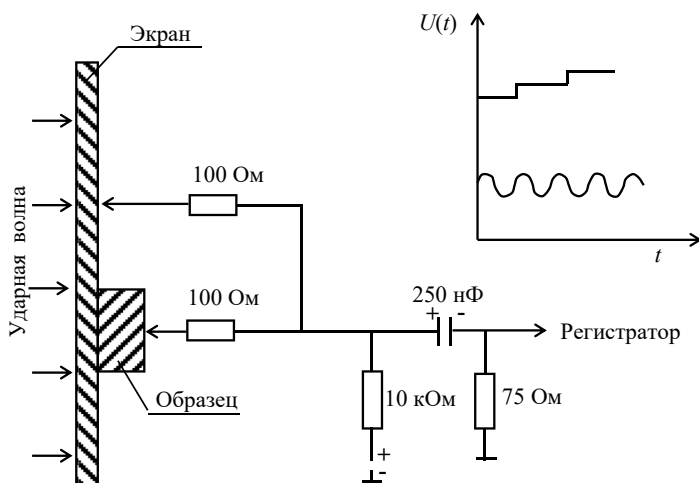 Экран
U(t)
100 Ом
Ударная волна
t
100 Ом
250 нФ
+ -
Регистратор
10 кОм
75 Ом
Образец
+
-